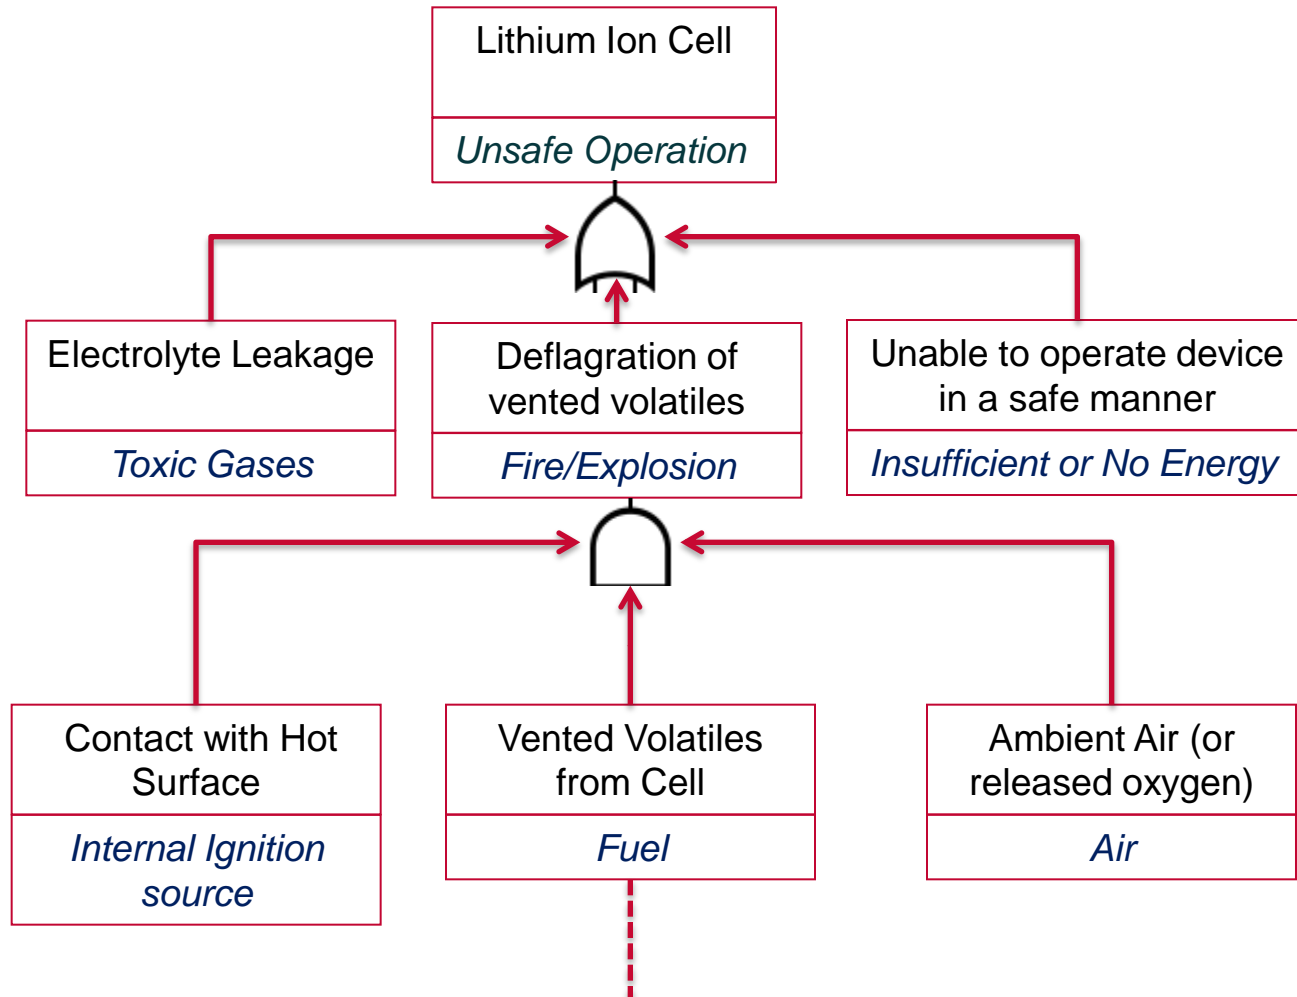 Lithium Ion Cell
Unsafe Operation
Electrolyte Leakage
Toxic Gases
Deflagration of
vented volatiles
Fire/Explosion
Unable to operate device
in a safe manner
Insufficient or No Energy
Contact with Hot
Surface
Internal Ignition
source
Vented Volatiles
from Cell
Fuel
Ambient Air (or
released oxygen)
Air